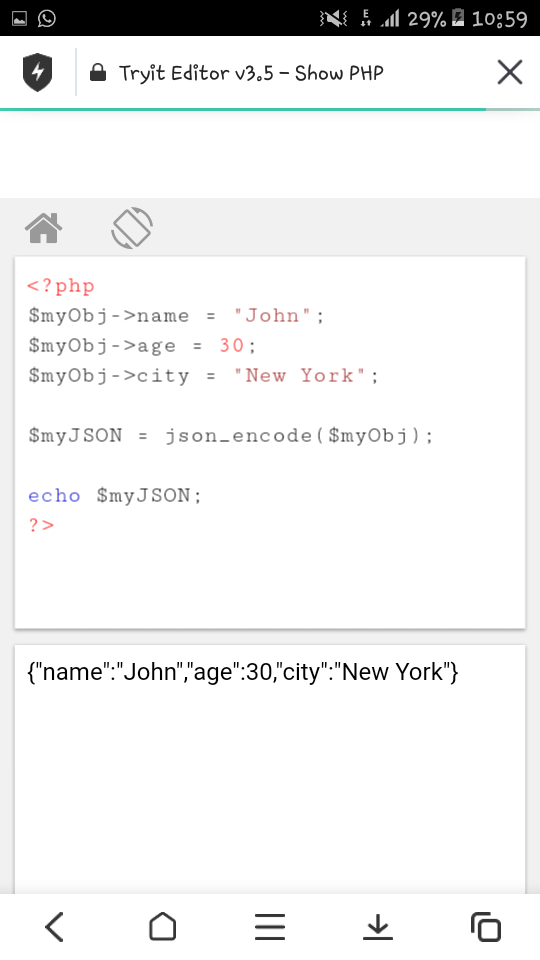 E 29% 10:59
Tryit Editor v3.5 – Show PHP
<?php
$myObj->name = "John";
$myObj->age = 30;
$myObj->city = "New York";
$myJSON = json_encode($myObj);
echo $myJSON;
?>
{"name":"John","age":30,"city":"New York"}